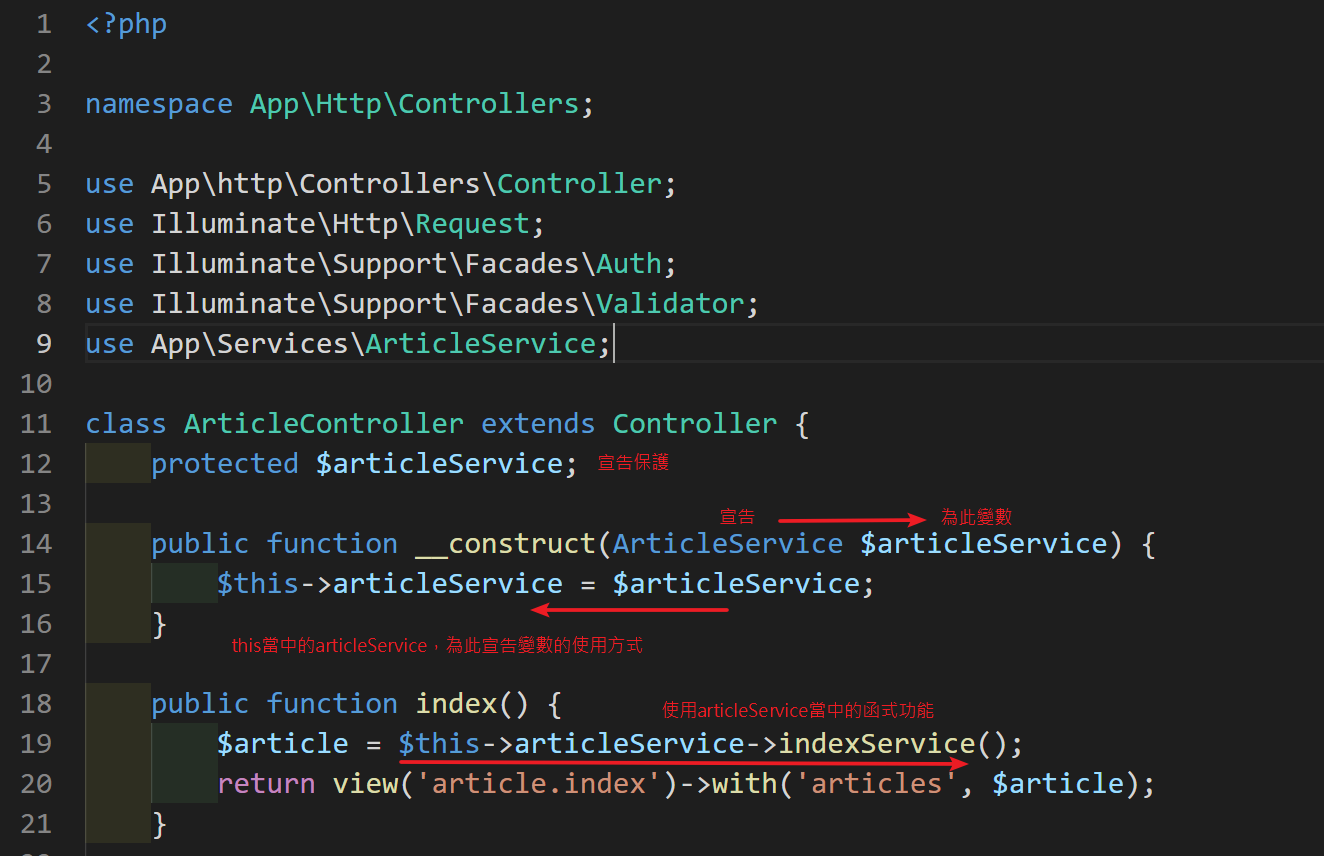 1 <?php
2
3 namespace App\Http\Controllers;
4
5 use App\http\Controllers\Controller;
6 use Illuminate\Http\Request;
7 use Illuminate\Support\Facades\Auth;
8 use Illuminate\Support\Facades\Validator;
9 use App\Services\ArticleService;
10
11 class ArticleController extends Controller {
12 protected $articleService; 宣告保護
13
宣告 為此變數
14 public function __construct(ArticleService $articleService) {
15 $this->articleService = $articleService;
16 }
this當中的articleService，為此宣告變數的使用方式
17
18 public function index() {
使用articleService當中的函式功能
19 $article = $this->articleService->indexService();
20 return view('article.index')->with('articles', $article);
21 }